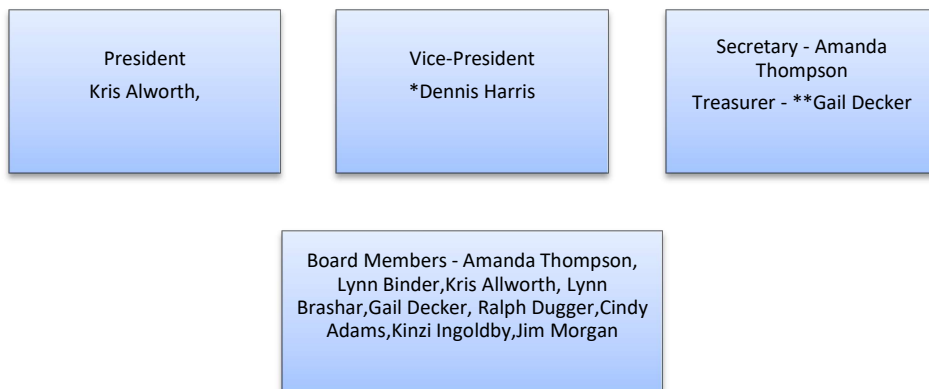 President
Kris Alworth,
Vice-President
*Dennis Harris
Secretary - Amanda
Thompson
Treasurer - **Gail Decker
Board Members - Amanda Thompson,
Lynn Binder,Kris Allworth, Lynn
Brashar,Gail Decker, Ralph Dugger,Cindy
Adams,Kinzi Ingoldby,Jim Morgan